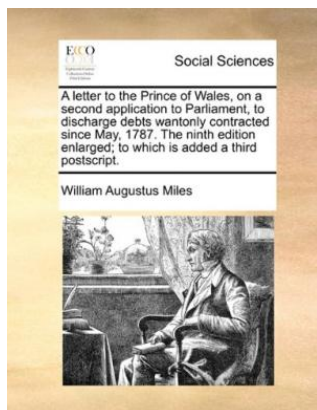 ECCO
Social Sciences
A letter to the Prince of Wales, on a
second application to Parliament, to
discharge debts wantonly contracted
since May, 1787. The ninth edition
enlarged; to which is added a third
postscript.
William Augustus Miles